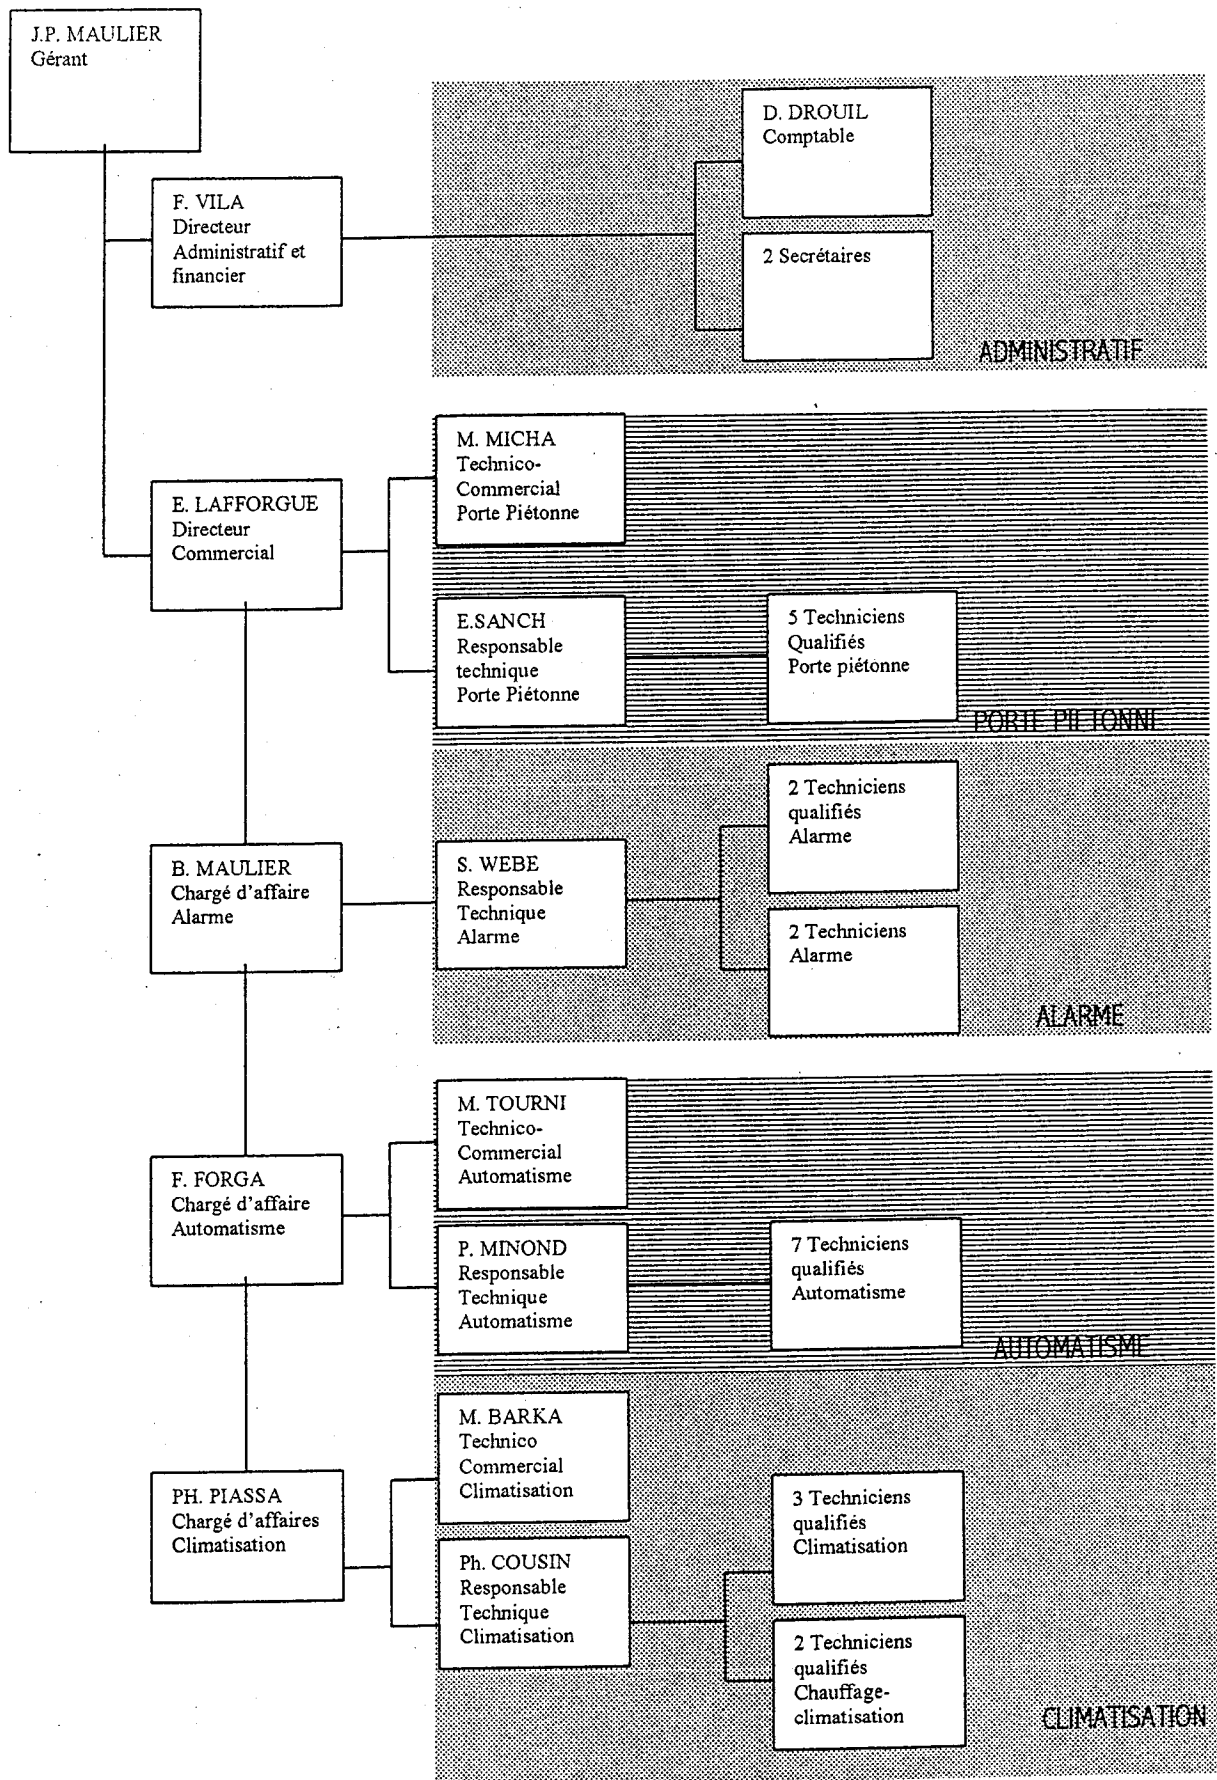 J.P. MAULIER
Gérant
D. DROUIL
Comptable
F. VILA
Directeur
Administratif et
financier
2 Secrétaires
ADMINISTRATIF
M. MICHA
Technico-
Commercial
Porte Piétonne
E. LAFFORGUE
Directeur
Commercial
E.SANCH
Responsable
technique
Porte Piétonne
5 Techniciens
Qualifiés
Porte piétonne
PORTE PIETONNE
2 Techniciens
qualifiés
Alarme
B. MAULIER
Chargé d'affaire
Alarme
S. WEBE
Responsable
Technique
Alarme
2 Techniciens
Alarme
ALARME
M. TOURNI
Technico-
Commercial
Automatisme
F. FORGA
Chargé d'affaire
Automatisme
P. MINOND
Responsable
Technique
Automatisme
7 Techniciens
qualifiés
Automatisme
AUTOMATISME
M. BARKA
Technico
Commercial
Climatisation
PH. PIASSA
Chargé d'affaires
Climatisation
3 Techniciens
qualifiés
Climatisation
Ph. COUSIN
Responsable
Technique
Climatisation
2 Techniciens
qualifiés
Chauffage-
climatisation
CLIMATISATION